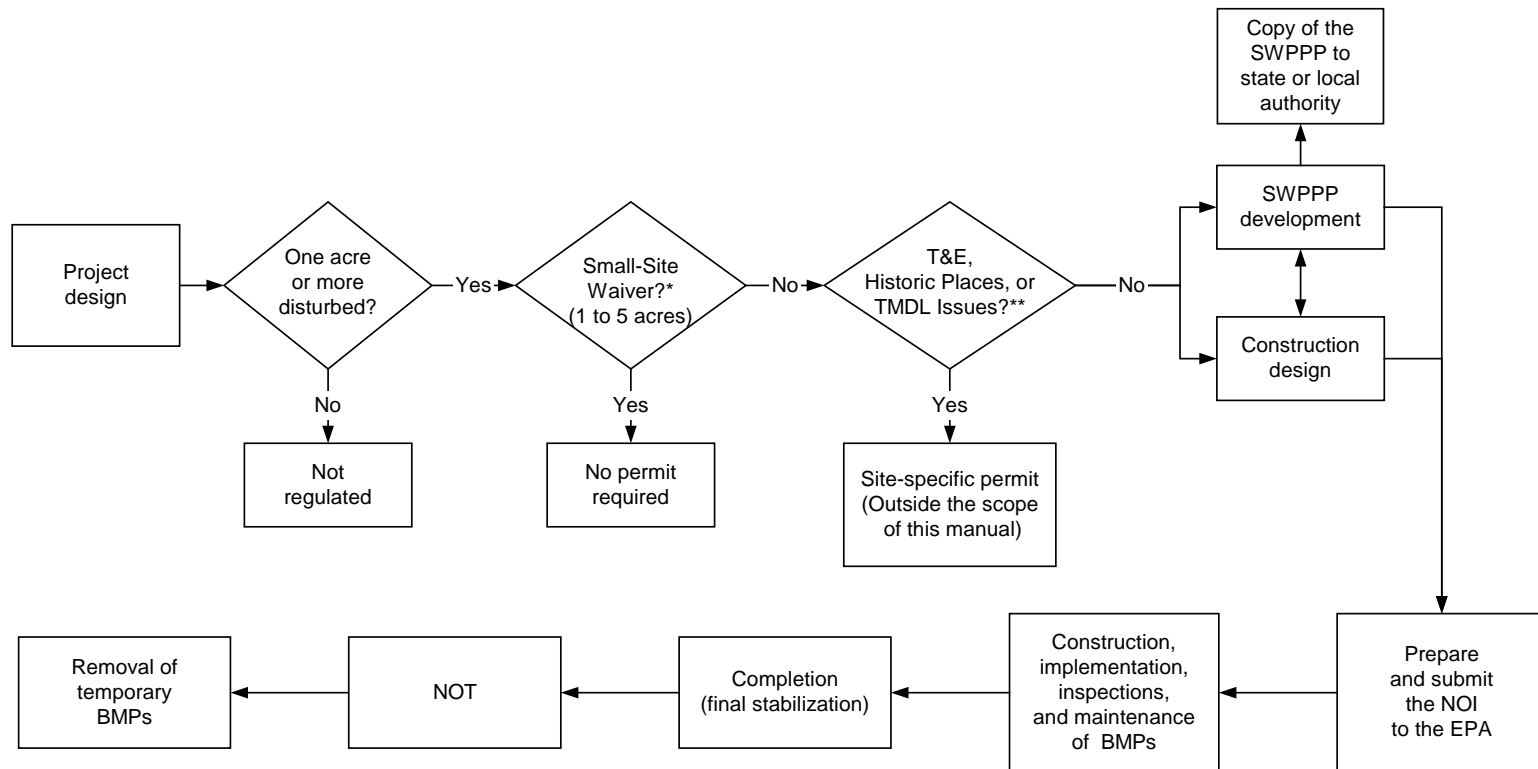 Project
design
One acre
or more
disturbed?
Yes
No
Not
regulated
Small-Site
Waiver?*
(1 to 5 acres)
No
Yes
No permit
required
T&E,
Historic Places, or
TMDL Issues?**
No
Yes
Site-specific permit
(Outside the scope
of this manual)
Copy of the
SWPPP to
state or local
authority
SWPPP
development
Construction
design
Prepare
and submit
the NOI
to the EPA
Construction,
implementation,
inspections,
and maintenance
of BMPs
Completion
(final stabilization)
NOT
Removal of
temporary
BMPs